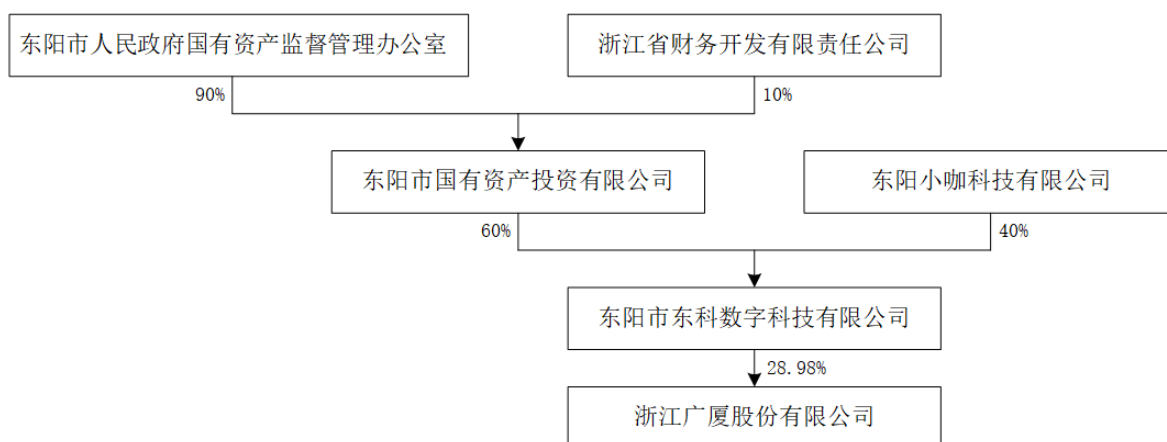 东阳市人民政府国有资产监督管理办公室
浙江省财务开发有限责任公司
90%
10%
东阳市国有资产投资有限公司
东阳小咖科技有限公司
60%
40%
东阳市东科数字科技有限公司
28.98%
浙江广厦股份有限公司